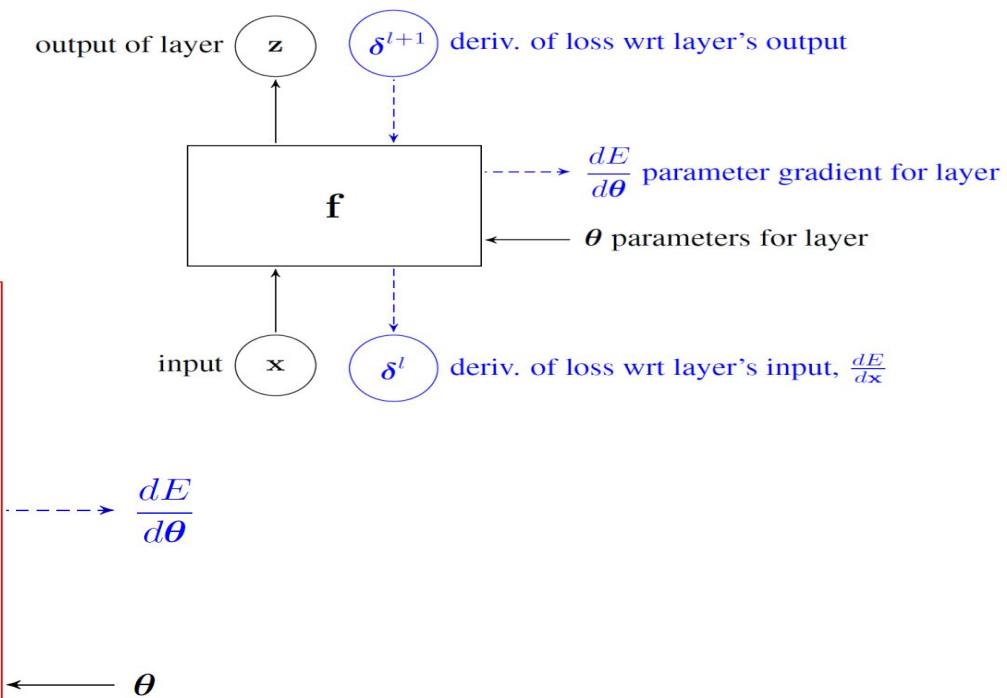 output of layer z δ^{l+1} deriv. of loss wrt layer's output
dE/dθ parameter gradient for layer
f
θ parameters for layer
input x δ^l deriv. of loss wrt layer's input, dE/dx
dE/dθ
θ